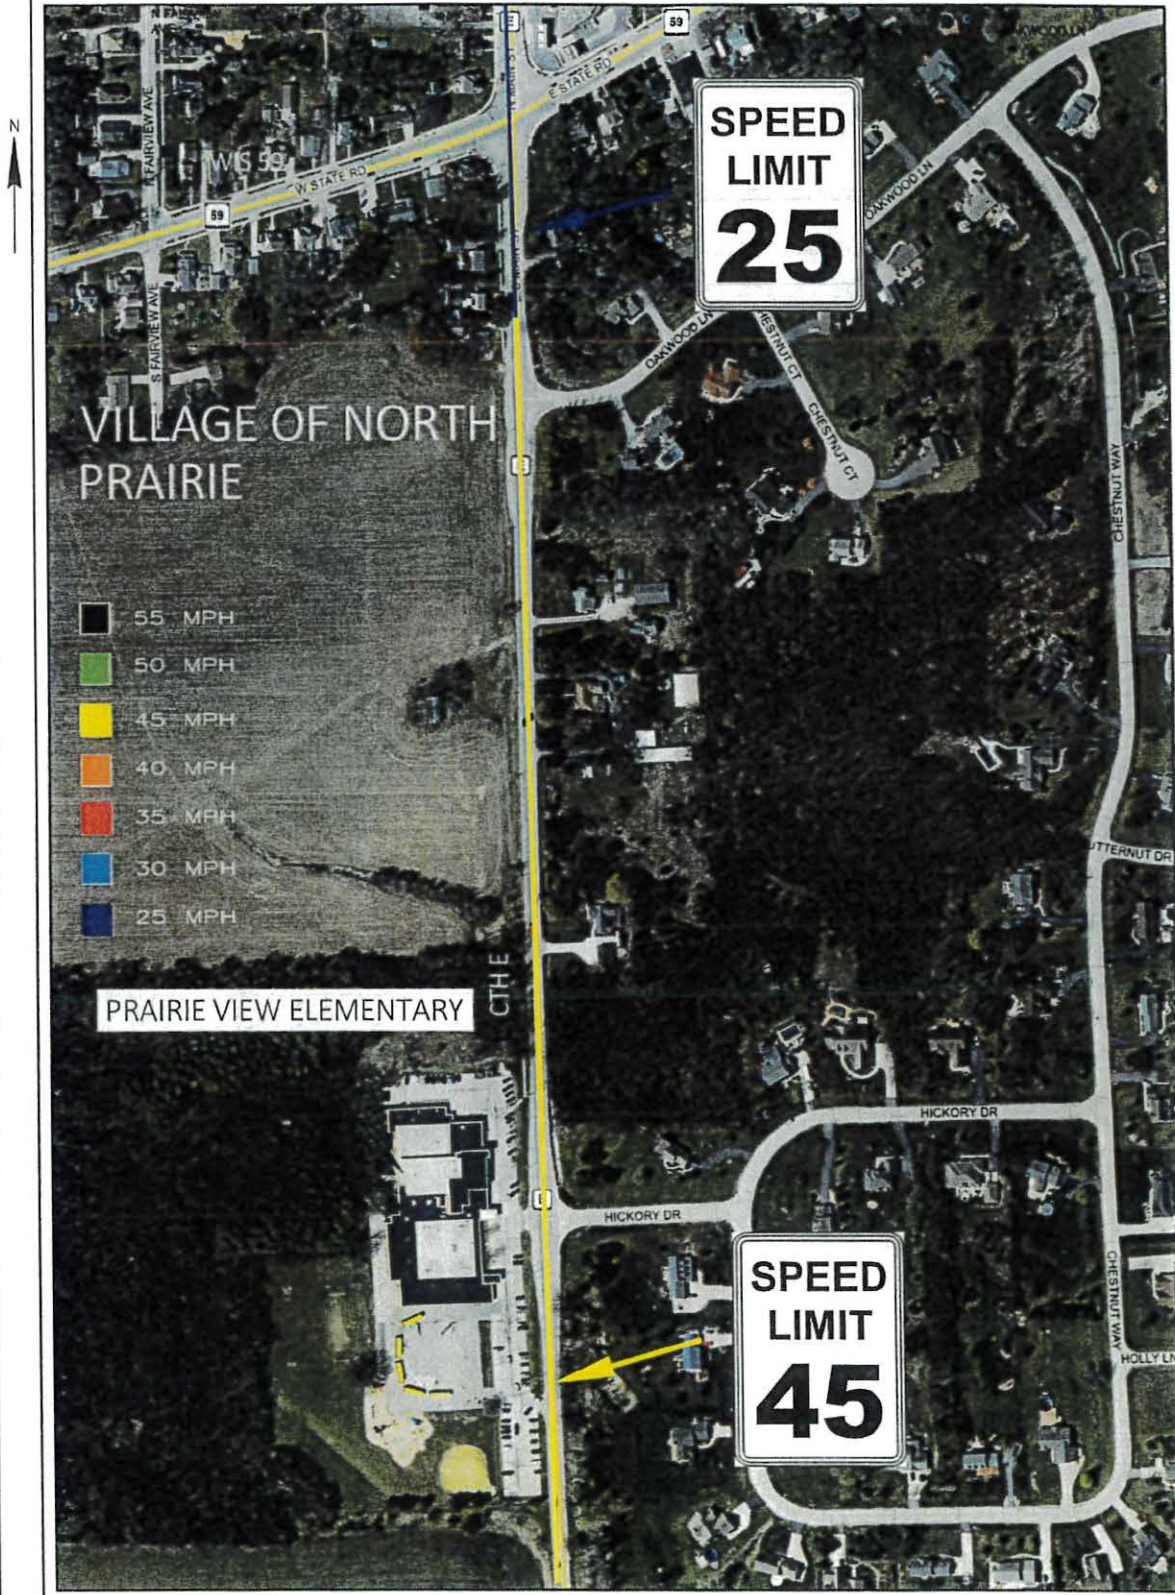 N
59
OAKWOOD LN
E STATE RD
N FAIRVIEW AVE
WIS 59
W STATE RD
59
SPEED
LIMIT
25
OAKWOOD LN
S FAIRVIEW AVE
OAKWOOD LN
CHESTNUT CT
CHESTNUT CT
VILLAGE OF NORTH
PRAIRIE
E
CHESTNUT WAY
55 MPH
50 MPH
45 MPH
40 MPH
35 MPH
30 MPH
25 MPH
UTTERNUT DR
CTH E
PRAIRIE VIEW ELEMENTARY
HICKORY DR
E
HICKORY DR
SPEED
LIMIT
45
CHESTNUT WAY
HOLLY LN